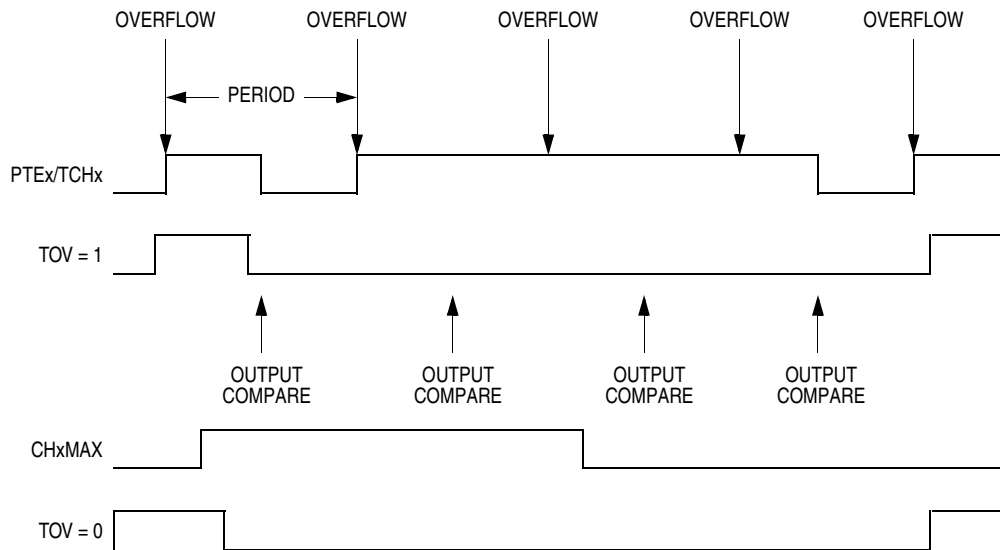 OVERFLOW OVERFLOW OVERFLOW OVERFLOW OVERFLOW
PERIOD
PTEx/TCHx
TOV = 1
OUTPUT COMPARE
OUTPUT COMPARE
OUTPUT COMPARE
OUTPUT COMPARE
CHxMAX
TOV = 0